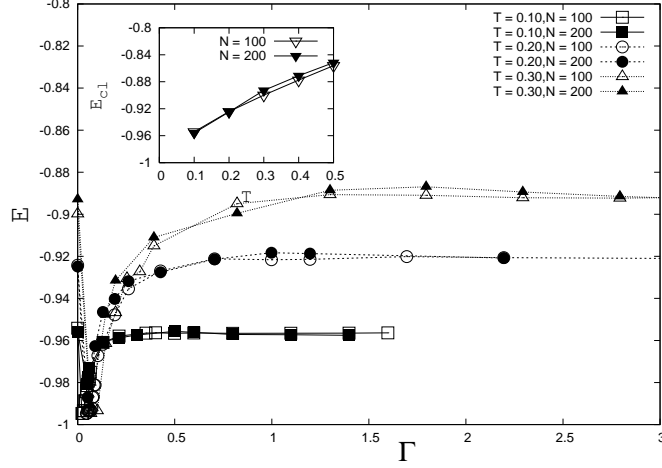 -0.8
-0.82
-0.84
-0.86
-0.88
-0.9
-0.92
-0.94
-0.96
-0.98
-1
E
0
0.5
1
1.5
2
2.5
3
Γ
T = 0.10,N = 100
T = 0.10,N = 200
T = 0.20,N = 100
T = 0.20,N = 200
T = 0.30,N = 100
T = 0.30,N = 200
-0.8
-0.84
-0.88
-0.92
-0.96
-1
E_cl
N = 100
N = 200
0.1
0.2
0.3
0.4
0.5
T